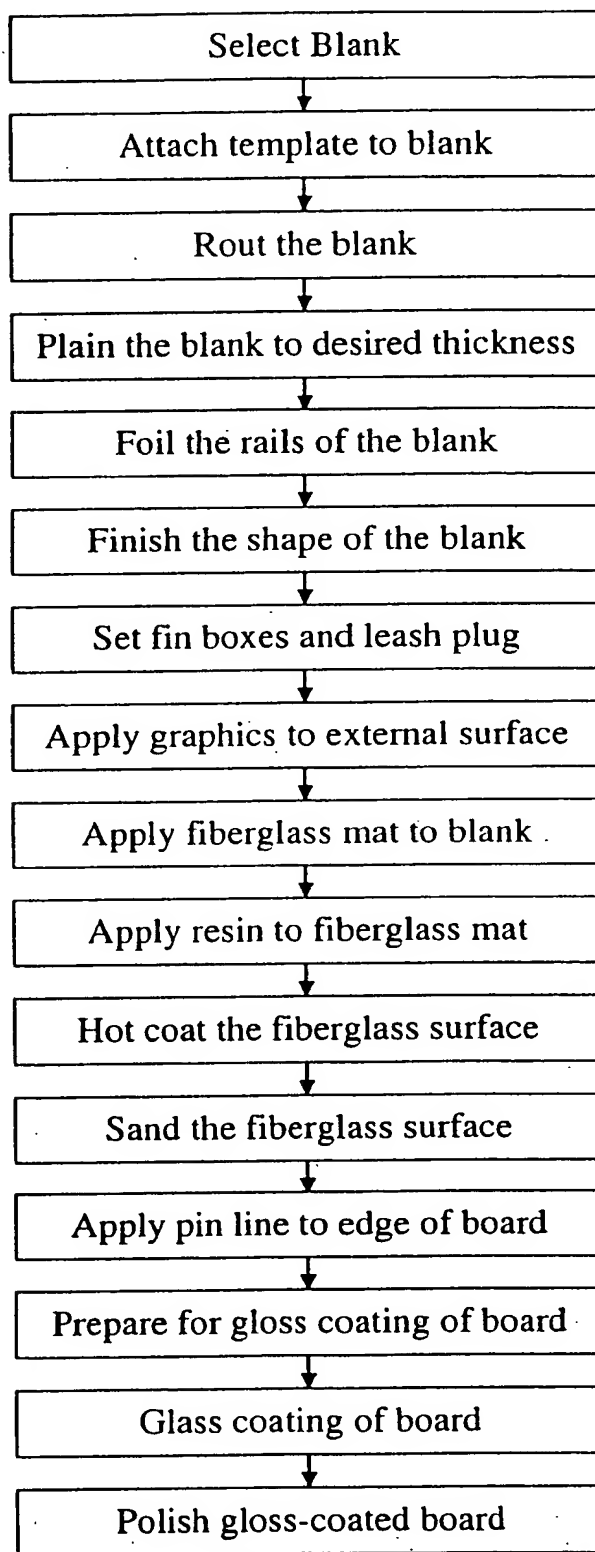 Select Blank
Attach template to blank
Rout the blank
Plain the blank to desired thickness
Foil the rails of the blank
Finish the shape of the blank
Set fin boxes and leash plug
Apply graphics to external surface
Apply fiberglass mat to blank
Apply resin to fiberglass mat
Hot coat the fiberglass surface
Sand the fiberglass surface
Apply pin line to edge of board
Prepare for gloss coating of board
Glass coating of board
Polish gloss-coated board